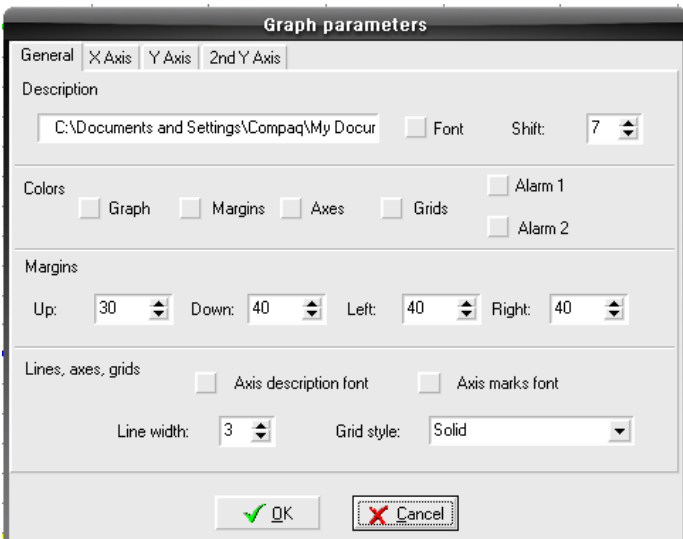 Graph parameters
General X Axis Y Axis 2nd Y Axis
Description
C:\Documents and Settings\Compaq\My Docur Font Shift: 7
Colors Graph Margins Axes Grids Alarm 1
Alarm 2
Margins
Up: 30 Down: 40 Left: 40 Right: 40
Lines, axes, grids
Axis description font Axis marks font
Line width: 3 Grid style: Solid
OK Cancel